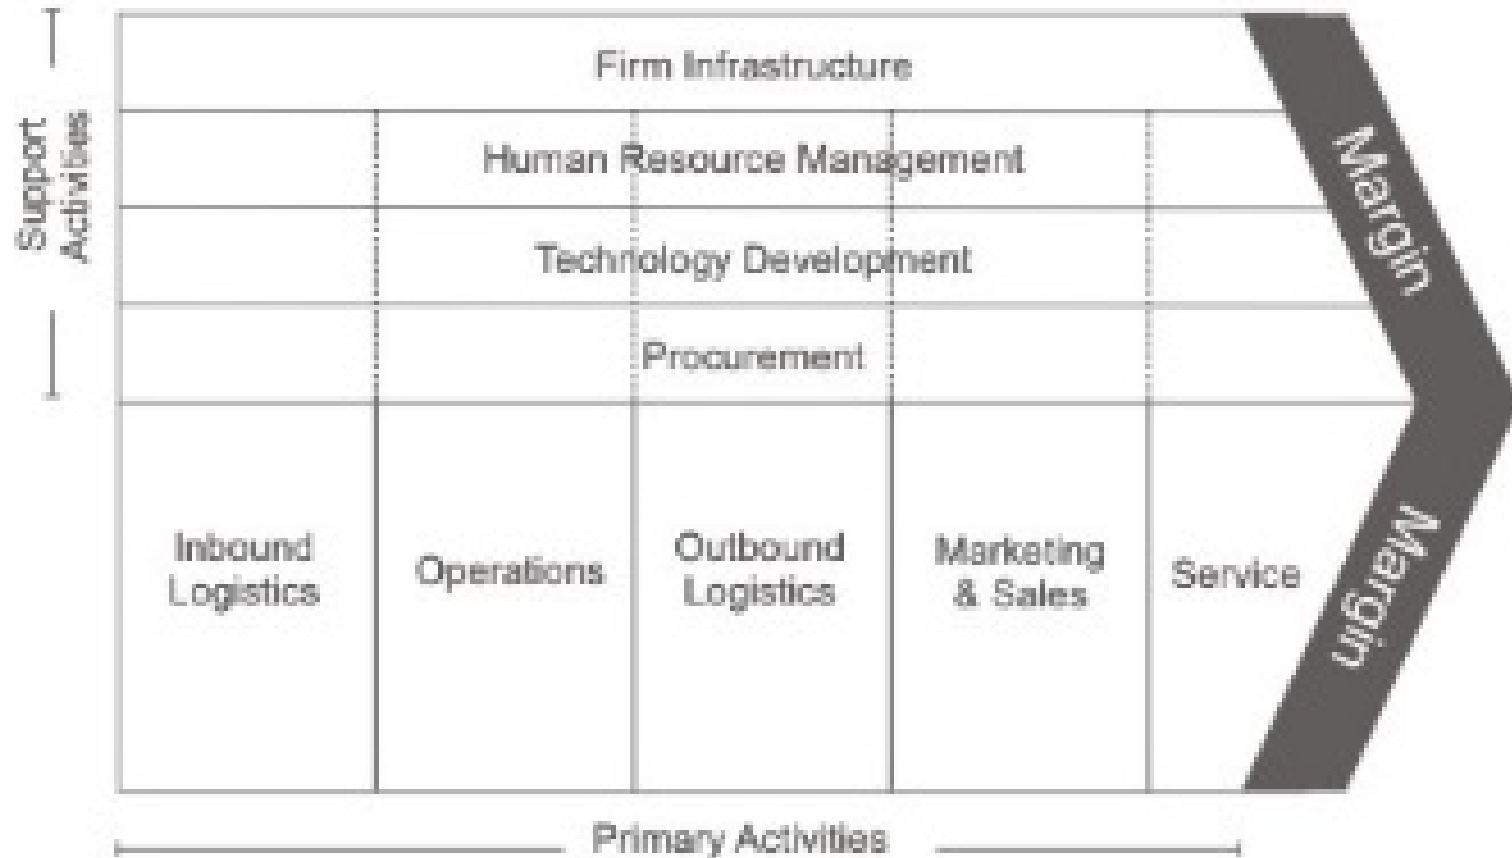 Support
Activities
Firm Infrastructure
Human Resource Management
Technology Development
Procurement
Margin
Inbound
Logistics
Operations
Outbound
Logistics
Marketing
& Sales
Service
Margin
Primary Activities